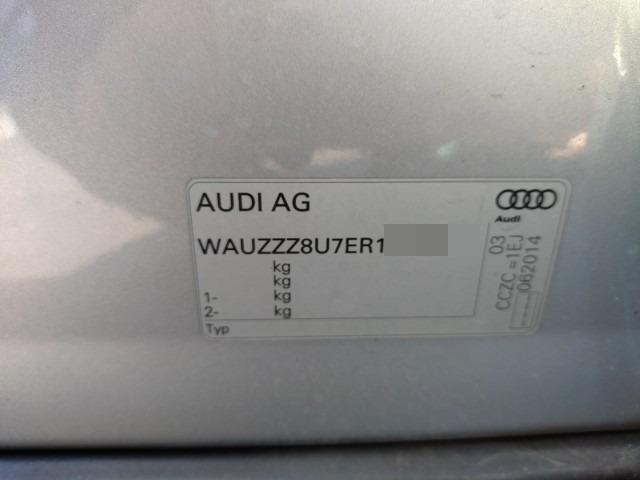 AUDI AG
Audi
WAUZZZ8U7ER1
kg
kg
1- kg
2- kg
Typ
03
CCZC =1EJ
062014